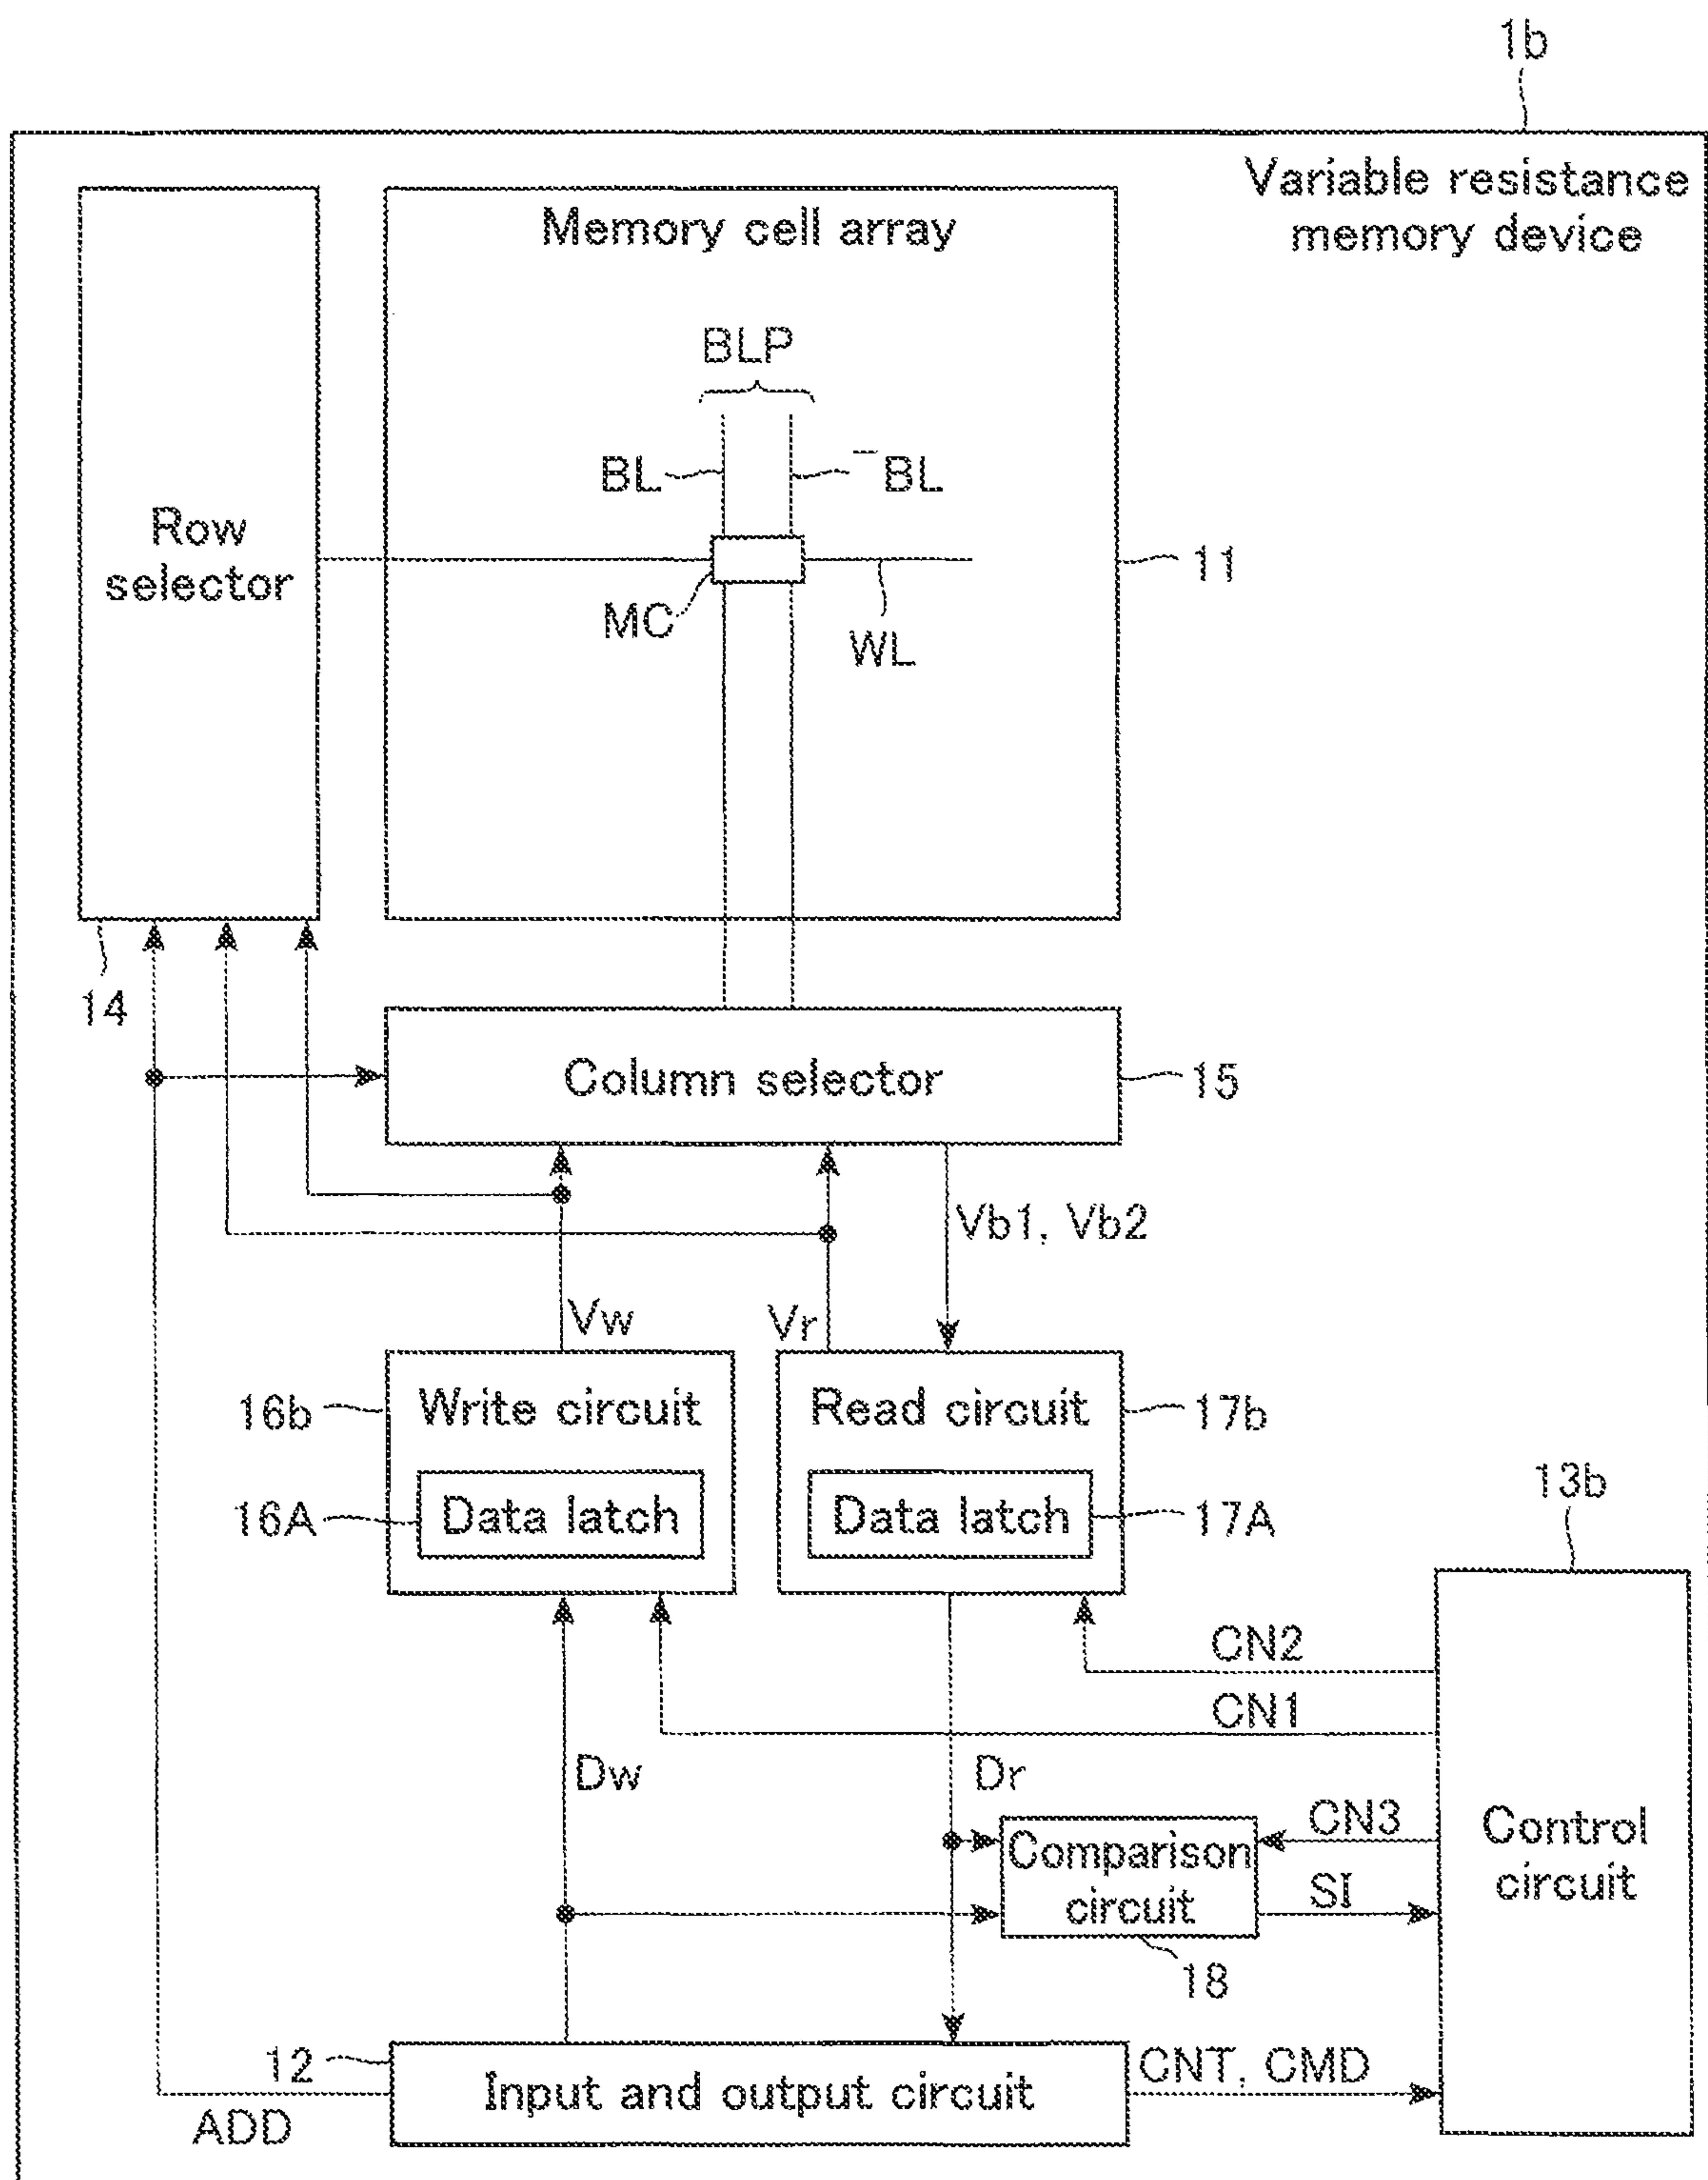 1b
Variable resistance
memory device
Memory cell array
BLP
BL
¯BL
Row
selector
11
MC
WL
14
Column selector
15
Vb1, Vb2
Vw
Vr
16b
Write circuit
Read circuit
17b
16A
Data latch
Data latch
17A
13b
CN2
CN1
Dw
Dr
CN3
Comparison
circuit
SI
Control
circuit
18
12
Input and output circuit
CNT, CMD
ADD